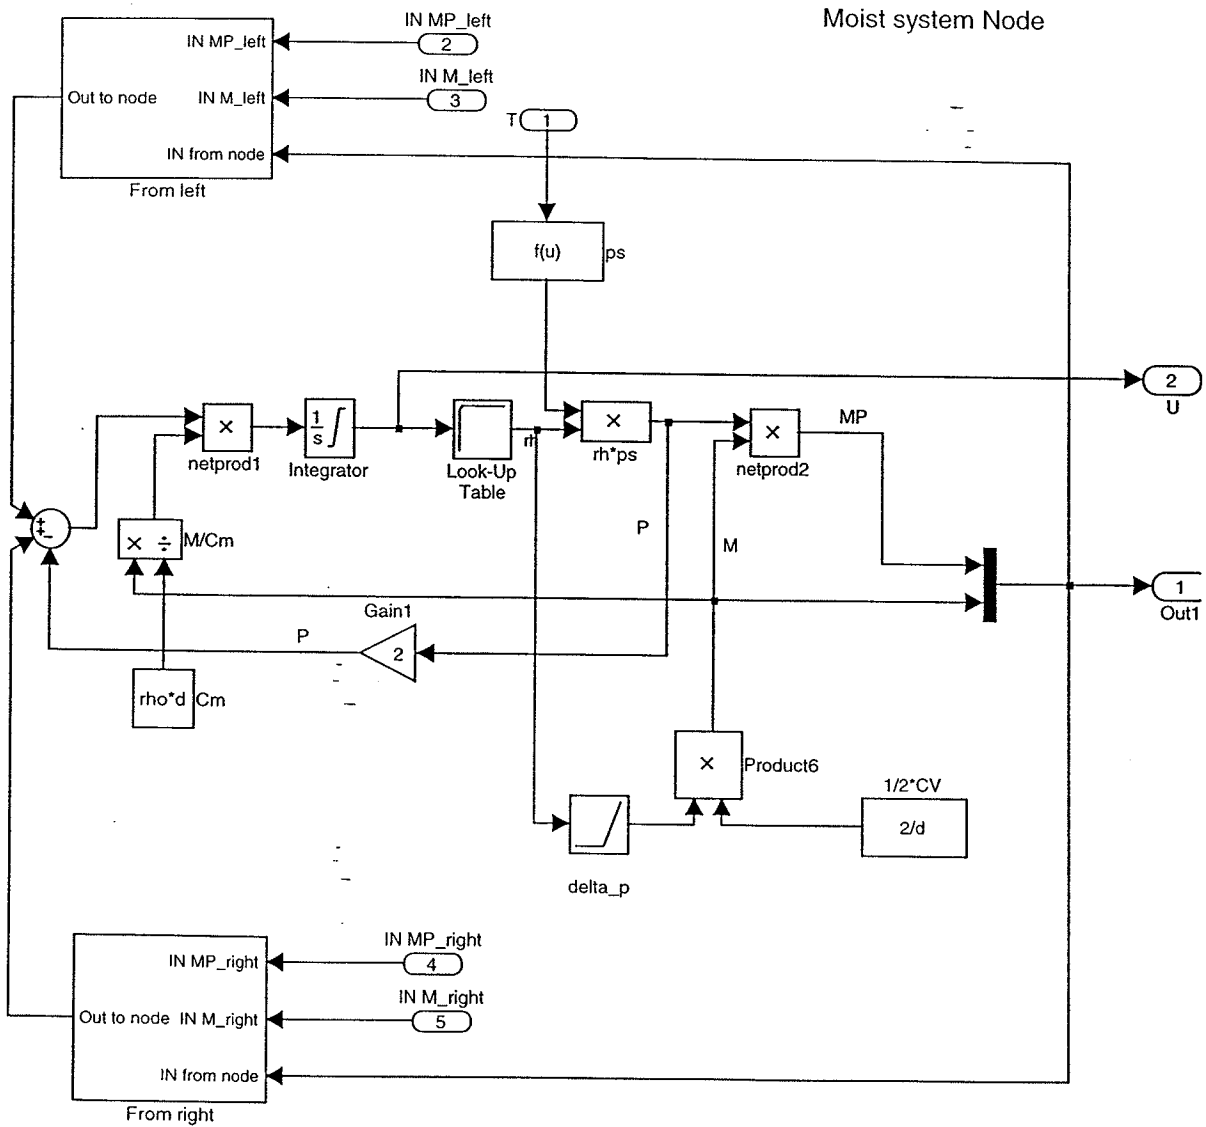 Moist system Node
IN MP_left
2
IN MP_left
IN M_left
3
Out to node
IN M_left
T
1
IN from node
From left
f(u)
ps
2
U
×
netprod1
1
s
∫
Integrator
Look-Up
Table
rh
×
rh*ps
×
netprod2
MP
+
+
-
× ÷
M/Cm
P
M
1
Out1
Gain1
2
P
rho*d
Cm
×
Product6
1/2*CV
2/d
delta_p
IN MP_right
4
IN MP_right
IN M_right
5
Out to node
IN M_right
IN from node
From right